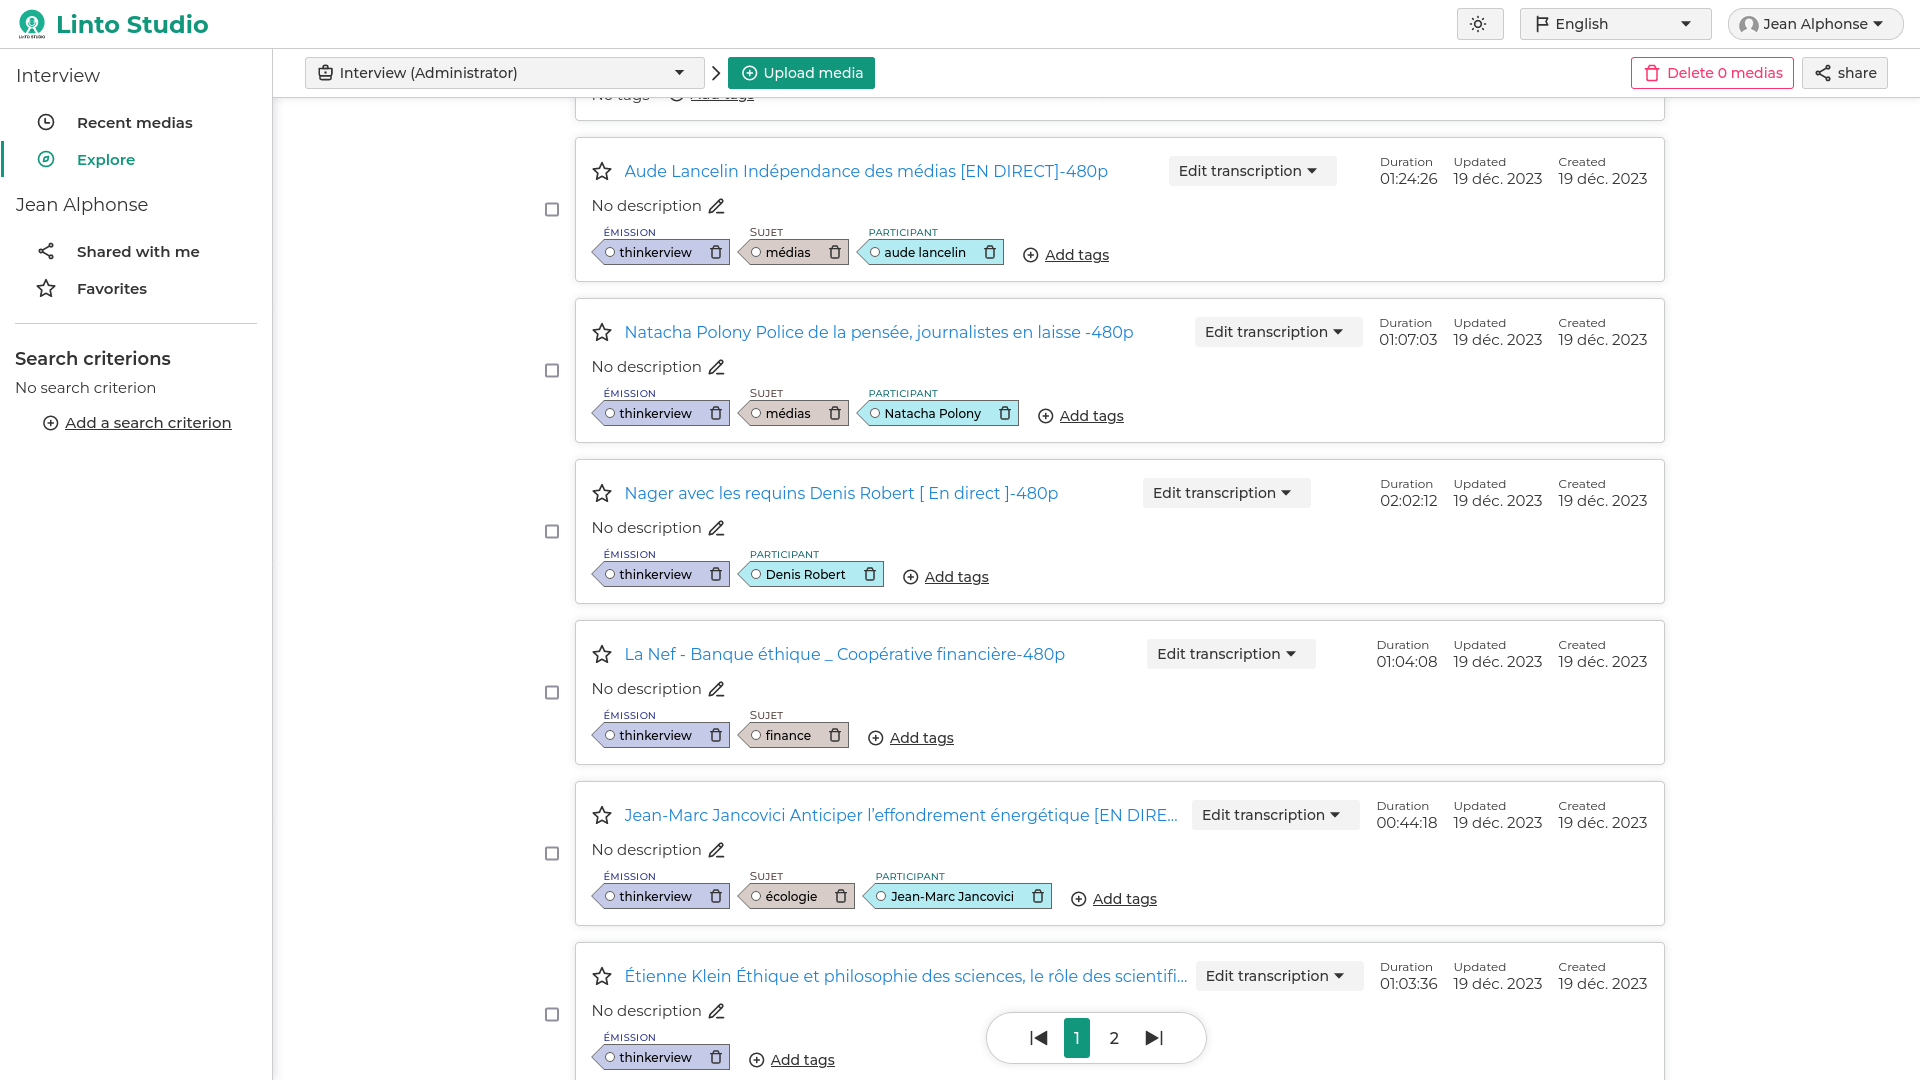 Linto Studio
English
Jean Alphonse
Interview
Recent medias
Explore
Jean Alphonse
Shared with me
Favorites
Search criterions
No search criterion
Add a search criterion
Interview (Administrator)
Upload media
Delete 0 medias
share
No tags Add tags
Aude Lancelin Indépendance des médias [EN DIRECT]-480p
Edit transcription
Duration Updated Created
01:24:26 19 déc. 2023 19 déc. 2023
No description
ÉMISSION SUJET PARTICIPANT
thinkerview médias aude lancelin Add tags
Natacha Polony Police de la pensée, journalistes en laisse -480p
Edit transcription
Duration Updated Created
01:07:03 19 déc. 2023 19 déc. 2023
No description
ÉMISSION SUJET PARTICIPANT
thinkerview médias Natacha Polony Add tags
Nager avec les requins Denis Robert [ En direct ]-480p
Edit transcription
Duration Updated Created
02:02:12 19 déc. 2023 19 déc. 2023
No description
ÉMISSION PARTICIPANT
thinkerview Denis Robert Add tags
La Nef - Banque éthique _ Coopérative financière-480p
Edit transcription
Duration Updated Created
01:04:08 19 déc. 2023 19 déc. 2023
No description
ÉMISSION SUJET
thinkerview finance Add tags
Jean-Marc Jancovici Anticiper l’effondrement énergétique [EN DIRE...
Edit transcription
Duration Updated Created
00:44:18 19 déc. 2023 19 déc. 2023
No description
ÉMISSION SUJET PARTICIPANT
thinkerview écologie Jean-Marc Jancovici Add tags
Étienne Klein Éthique et philosophie des sciences, le rôle des scientifi...
Edit transcription
Duration Updated Created
01:03:36 19 déc. 2023 19 déc. 2023
No description
ÉMISSION
thinkerview Add tags
1 2